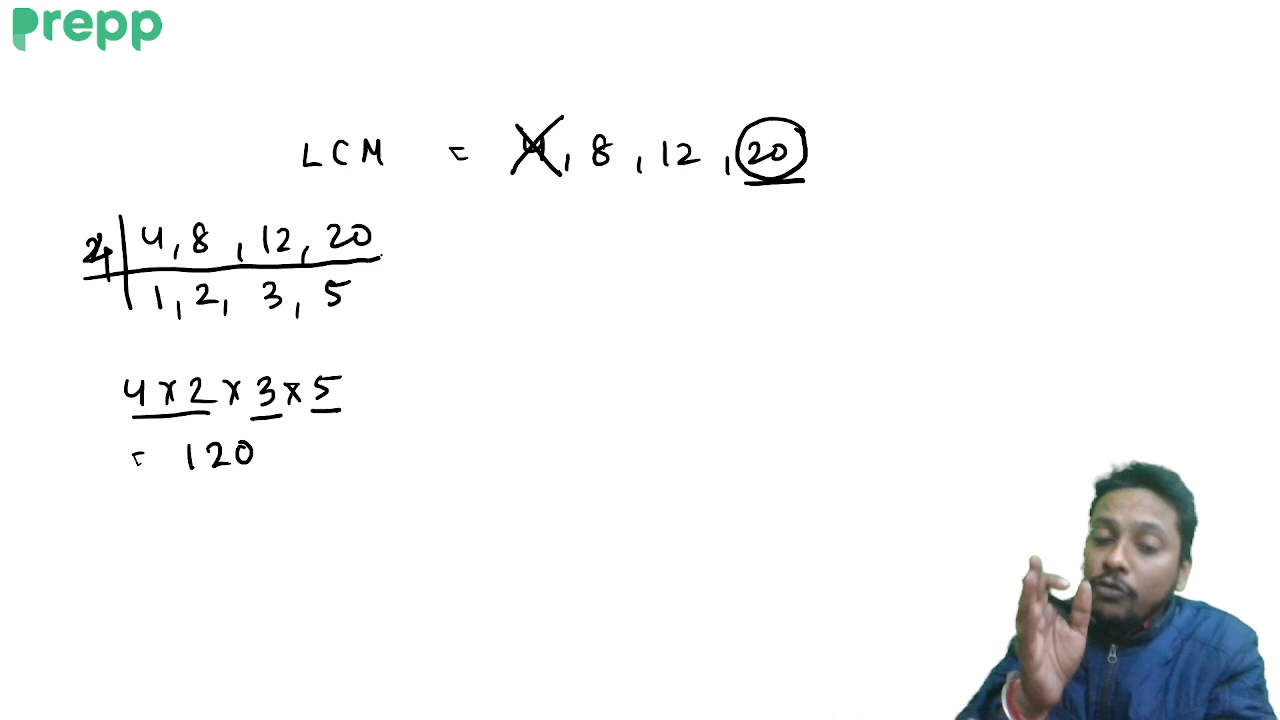 Prepp
LCM = 4, 8, 12, 20
4 | 4, 8, 12, 20
1, 2, 3, 5
4 x 2 x 3 x 5
= 120